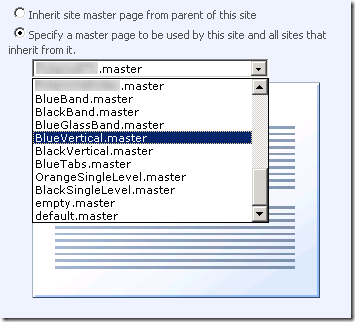 Inherit site master page from parent of this site
Specify a master page to be used by this site and all sites that
inherit from it.
.master
.master
BlueBand.master
BlackBand.master
BlueGlassBand.master
BlueVertical.master
BlackVertical.master
BlueTabs.master
OrangeSingleLevel.master
BlackSingleLevel.master
empty.master
default.master